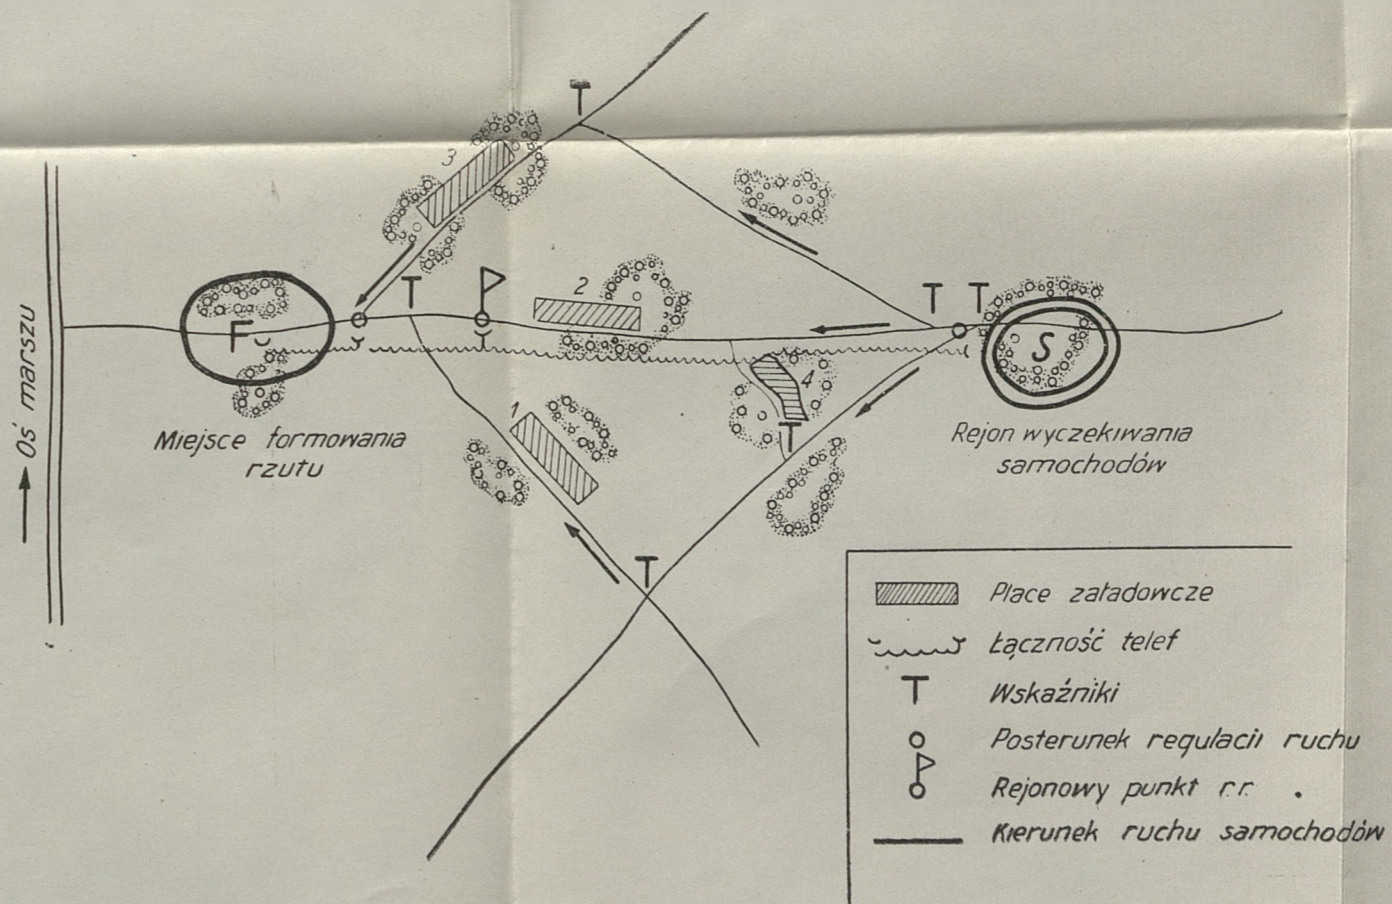 T
3
T
2
T
T
F
S
4
Oś marszu
1
T
Miejsce formowania
rzutu
Rejon wyczekiwania
samochodów
T
Place załadowcze
Łączność telef
T Wskaźniki
Posterunek regulacji ruchu
Rejonowy punkt r.r.
Kierunek ruchu samochodów